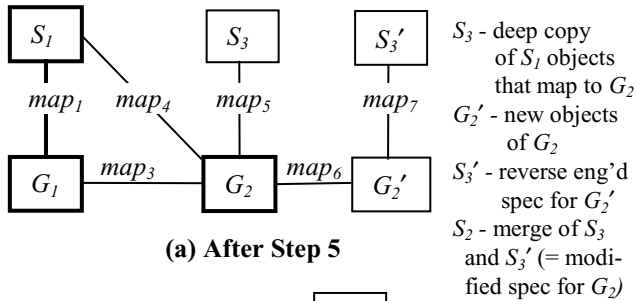 S₁ S₃ S₃′
map₁ map₄ map₅ map₇
G₁ map₃ G₂ map₆ G₂′
(a) After Step 5
S₃ - deep copy
of S₁ objects
that map to G₂
G₂′ - new objects
of G₂
S₃′ - reverse eng’d
spec for G₂′
S₂ - merge of S₃
and S₃′ (= modi-
fied spec for G₂)